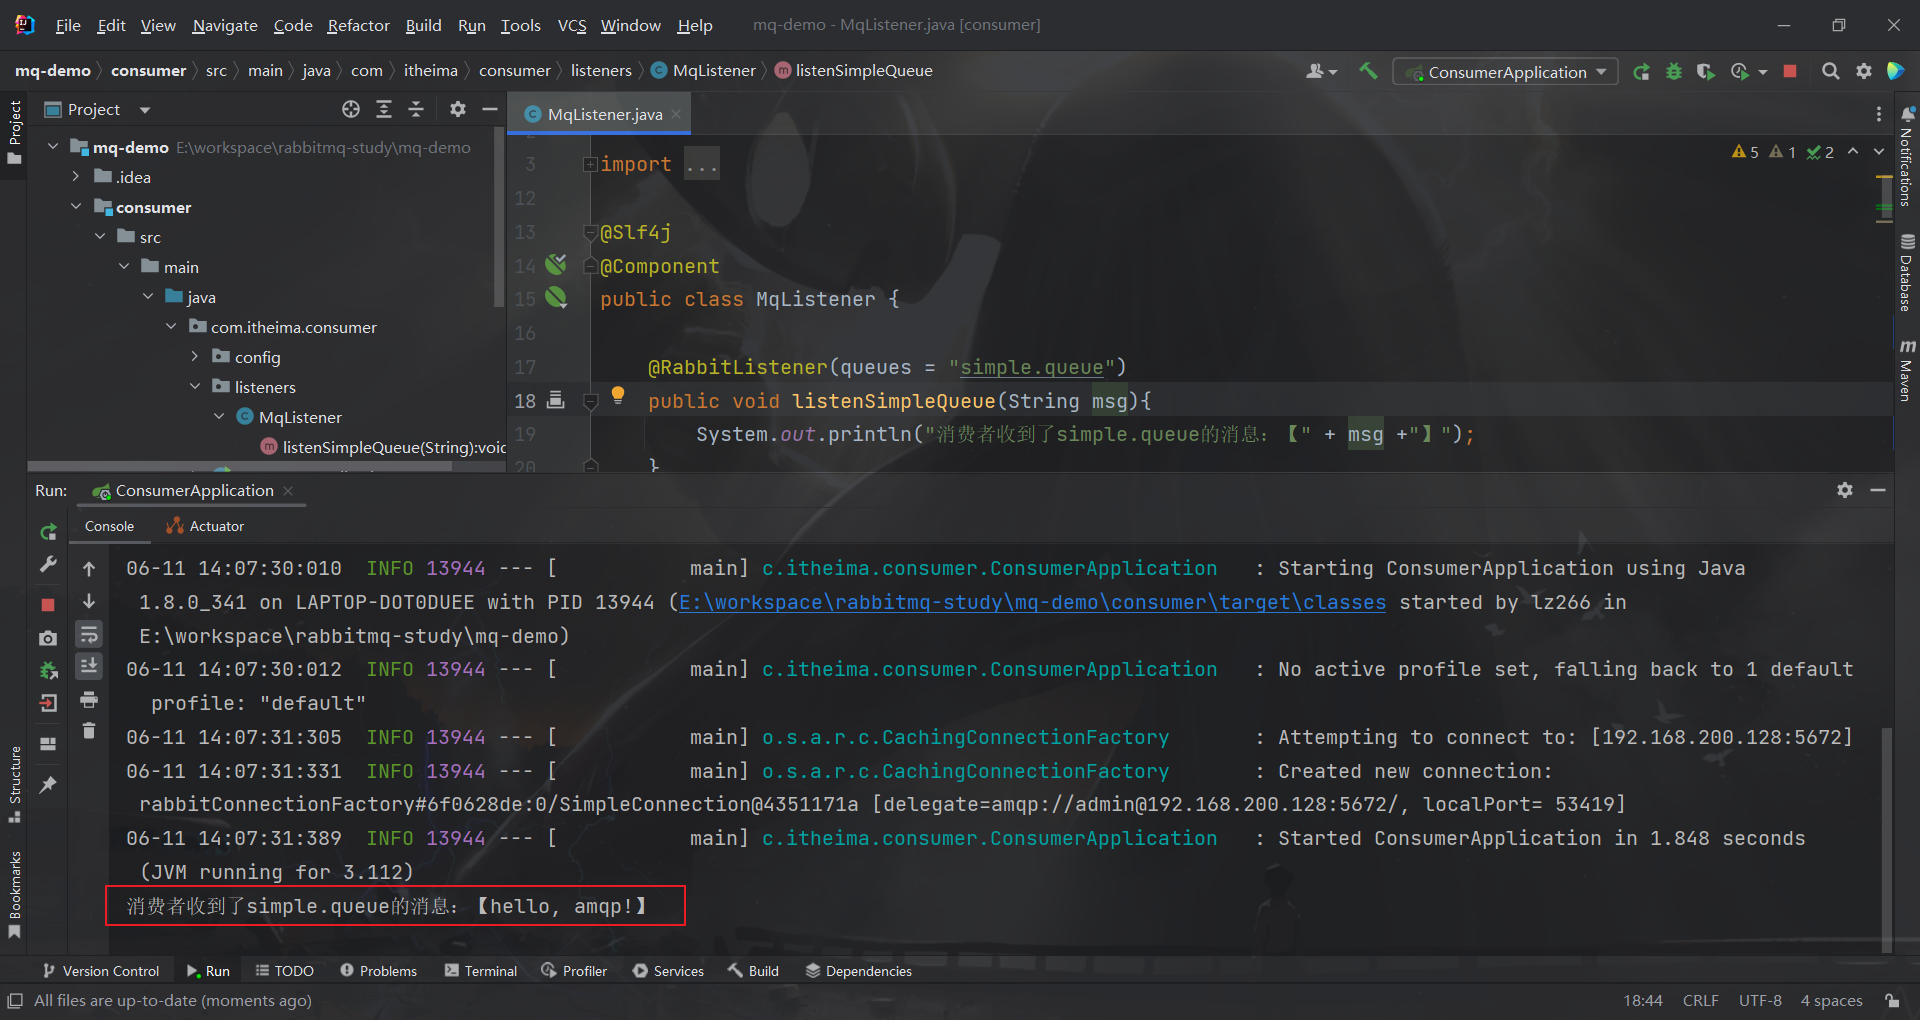 File Edit View Navigate Code Refactor Build Run Tools VCS Window Help mq-demo - MqListener.java [consumer]
mq-demo consumer src main java com itheima consumer listeners MqListener listenSimpleQueue ConsumerApplication
Project
Project
MqListener.java
mq-demo E:\workspace\rabbitmq-study\mq-demo
.idea
consumer
src
main
java
com.itheima.consumer
config
listeners
MqListener
listenSimpleQueue(String):void
5 1 2
3 import ...
12
13 @Slf4j
14 @Component
15 public class MqListener {
16
17 @RabbitListener(queues = "simple.queue")
18 public void listenSimpleQueue(String msg){
19 System.out.println("消费者收到了simple.queue的消息：【" + msg +"】");
20 }
Notifications
Database
Maven
Run: ConsumerApplication
Console Actuator
06-11 14:07:30:010 INFO 13944 --- [ main] c.itheima.consumer.ConsumerApplication : Starting ConsumerApplication using Java
1.8.0_341 on LAPTOP-DOT0DUEE with PID 13944 (E:\workspace\rabbitmq-study\mq-demo\consumer\target\classes started by lz266 in
E:\workspace\rabbitmq-study\mq-demo)
06-11 14:07:30:012 INFO 13944 --- [ main] c.itheima.consumer.ConsumerApplication : No active profile set, falling back to 1 default
profile: "default"
06-11 14:07:31:305 INFO 13944 --- [ main] o.s.a.r.c.CachingConnectionFactory : Attempting to connect to: [192.168.200.128:5672]
06-11 14:07:31:331 INFO 13944 --- [ main] o.s.a.r.c.CachingConnectionFactory : Created new connection:
rabbitConnectionFactory#6f0628de:0/SimpleConnection@4351171a [delegate=amqp://admin@192.168.200.128:5672/, localPort= 53419]
06-11 14:07:31:389 INFO 13944 --- [ main] c.itheima.consumer.ConsumerApplication : Started ConsumerApplication in 1.848 seconds
(JVM running for 3.112)
消费者收到了simple.queue的消息：【hello, amqp!】
Structure
Bookmarks
Version Control Run TODO Problems Terminal Profiler Services Build Dependencies
All files are up-to-date (moments ago) 18:44 CRLF UTF-8 4 spaces